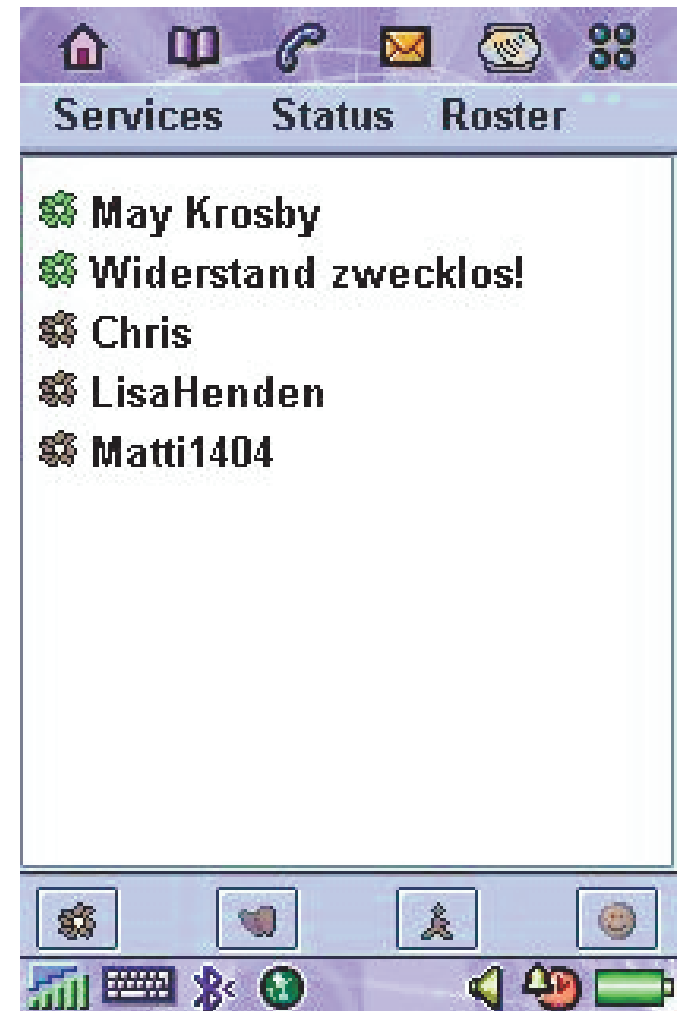 Services Status Roster
May Krosby
Widerstand zwecklos!
Chris
LisaHenden
Matti1404